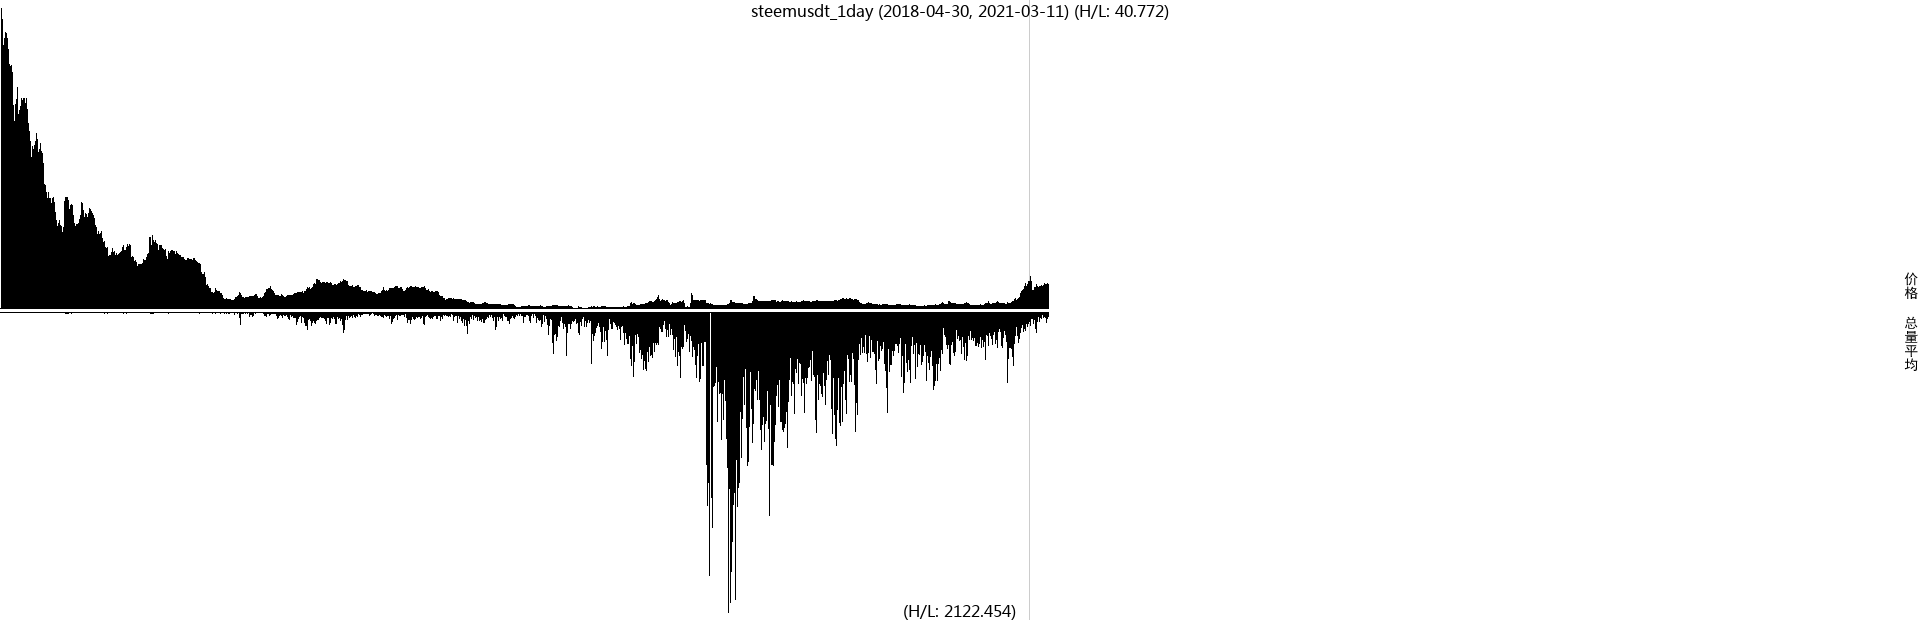 steemusdt_1day (2018-04-30, 2021-03-11) (H/L: 40.772)
价格
总量平均
(H/L: 2122.454)